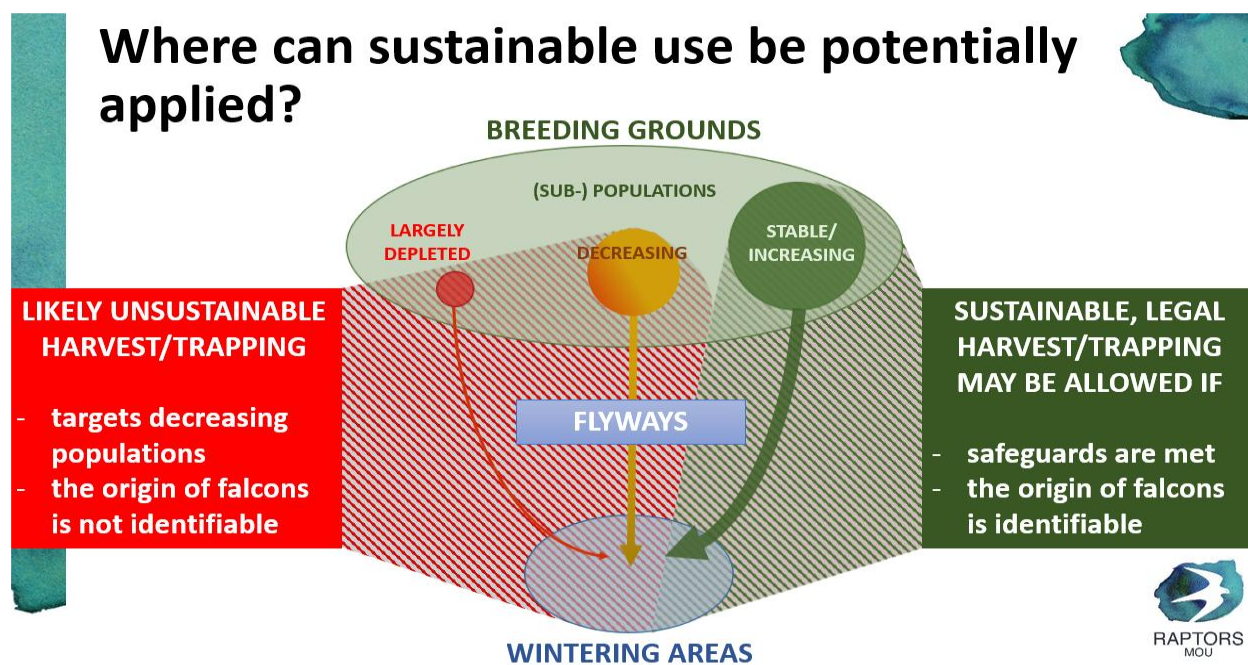 Where can sustainable use be potentially
applied?
BREEDING GROUNDS
(SUB-) POPULATIONS
LARGELY
DEPLETED
DECREASING
STABLE/
INCREASING
LIKELY UNSUSTAINABLE
HARVEST/TRAPPING
- targets decreasing
populations
- the origin of falcons
is not identifiable
FLYWAYS
SUSTAINABLE, LEGAL
HARVEST/TRAPPING
MAY BE ALLOWED IF
- safeguards are met
- the origin of falcons
is identifiable
WINTERING AREAS
RAPTORS
MOU